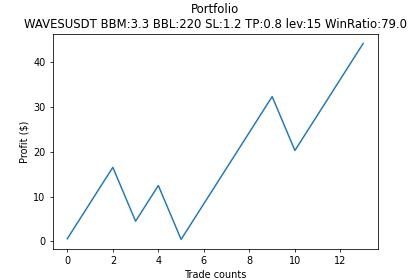 Portfolio
WAVESUSDT BBM:3.3 BBL:220 SL:1.2 TP:0.8 lev:15 WinRatio:79.0
Profit ($)
40
30
20
10
0
0 2 4 6 8 10 12
Trade counts